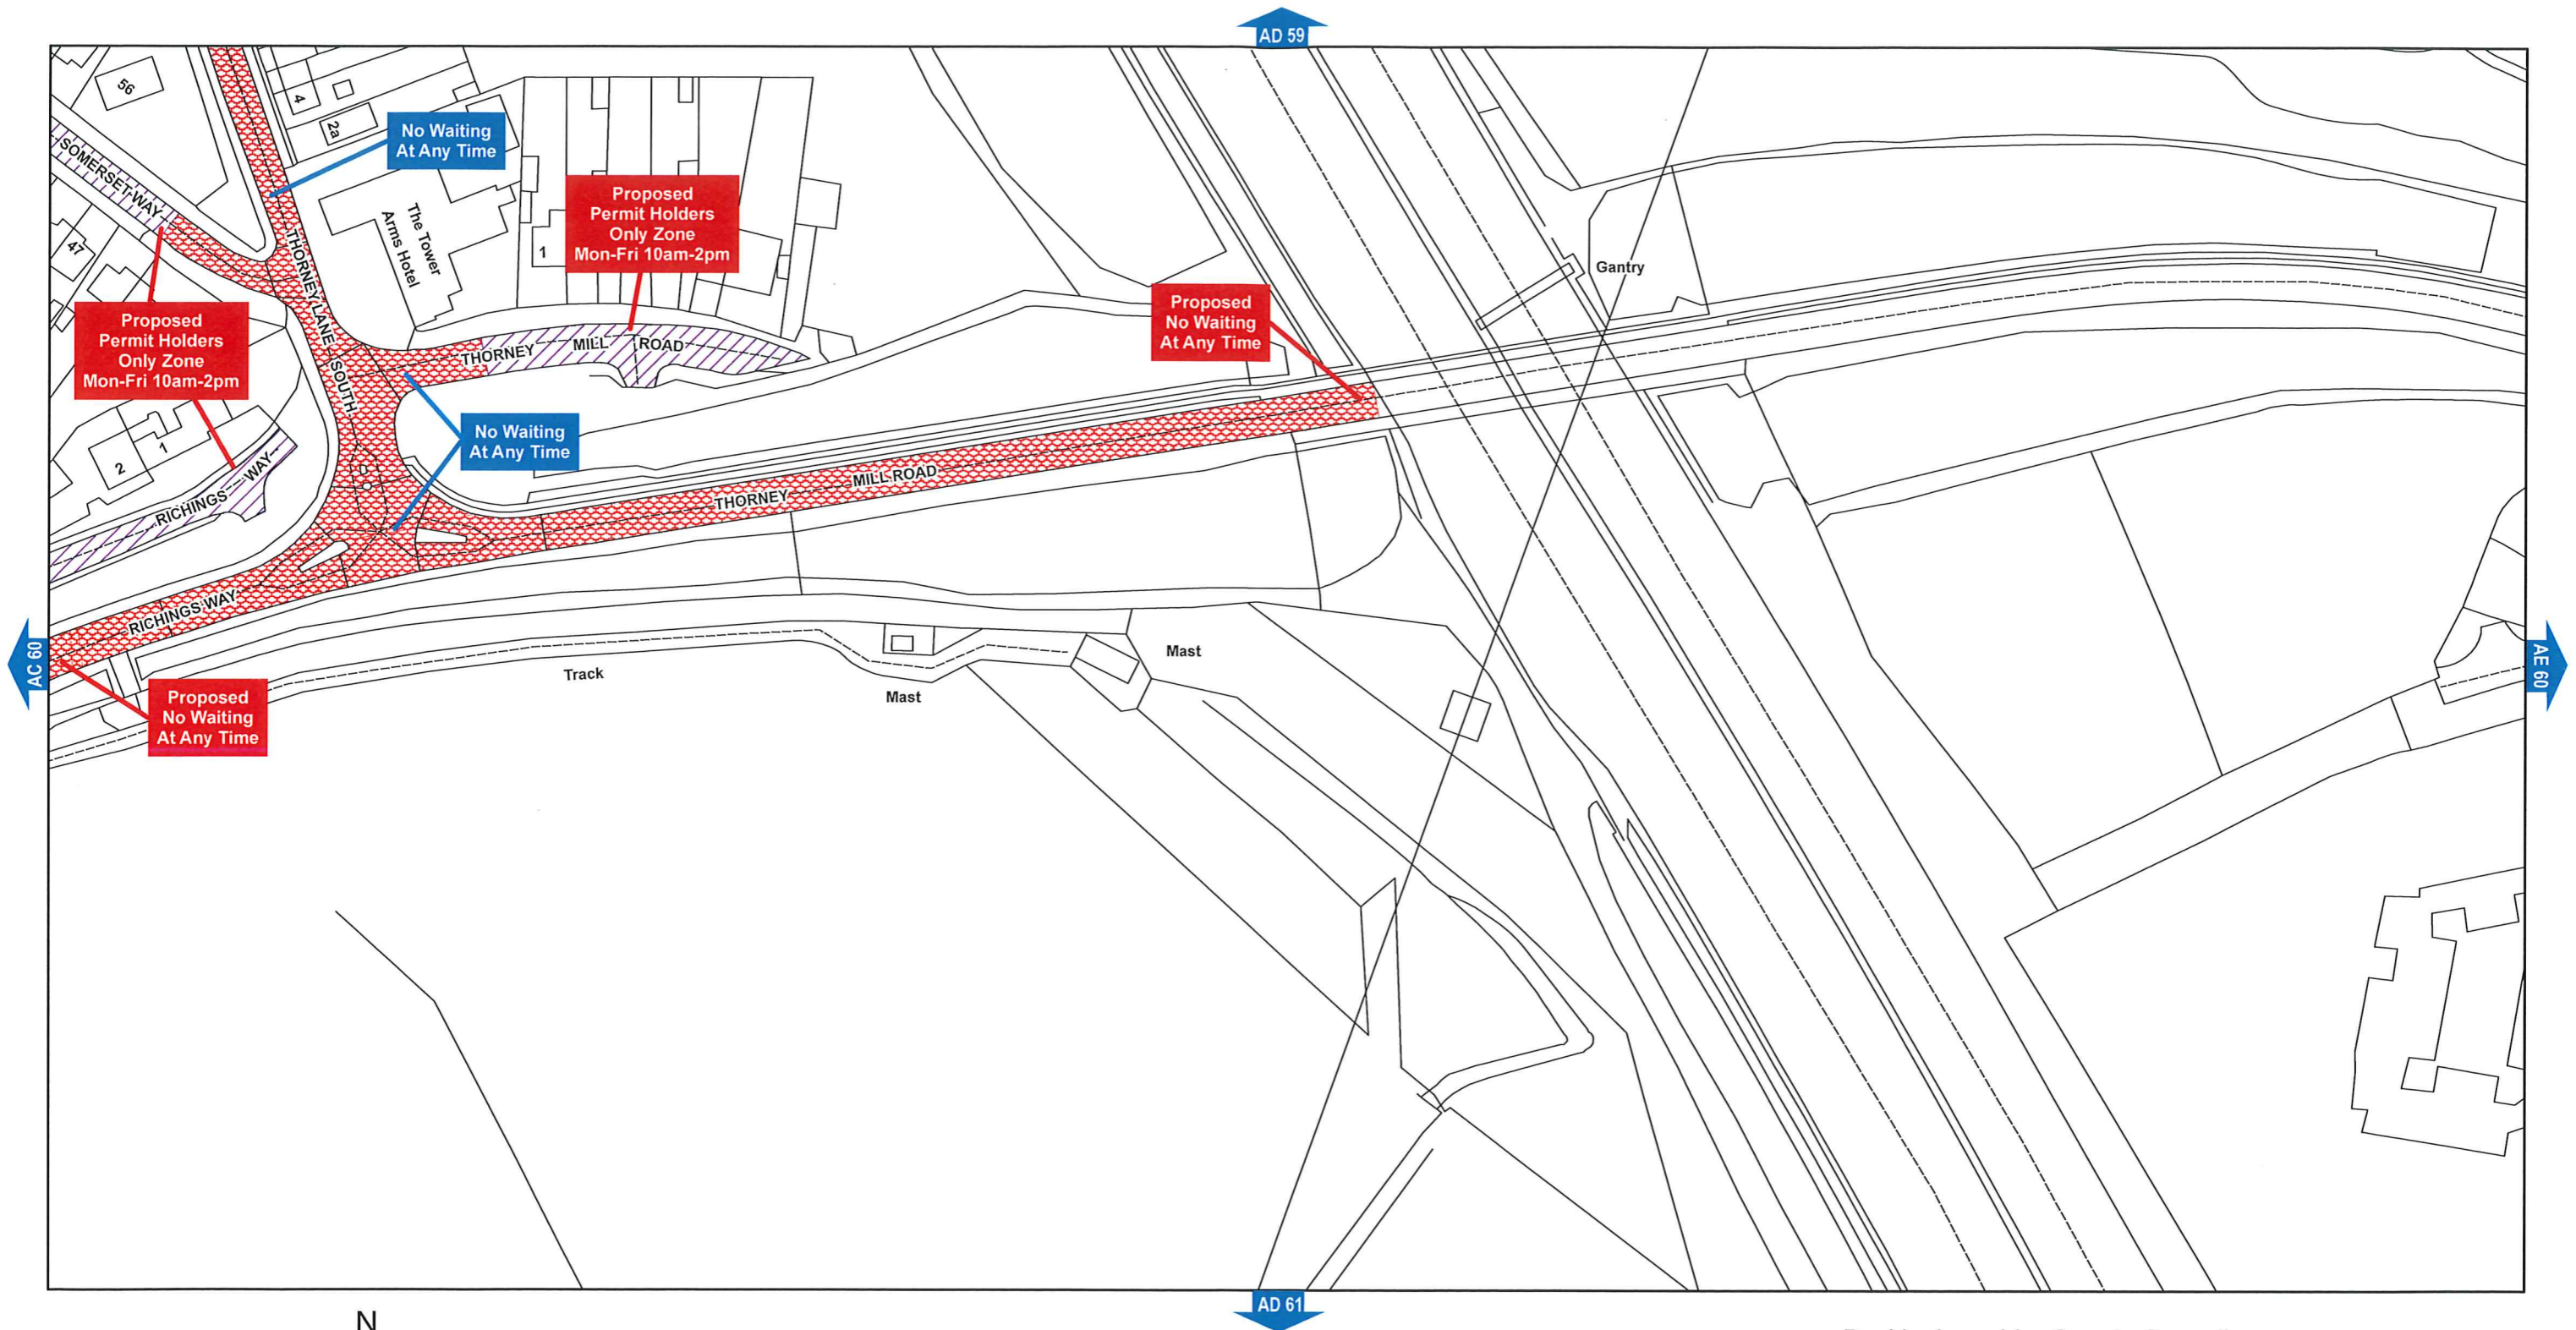 AD 59
56
4
2a
No Waiting
At Any Time
SOMERSET WAY
47
THORNEY LANE SOUTH
The Tower
Arms Hotel
1
Proposed
Permit Holders
Only Zone
Mon-Fri 10am-2pm
Gantry
Proposed
No Waiting
At Any Time
Proposed
Permit Holders
Only Zone
Mon-Fri 10am-2pm
THORNEY MILL ROAD
No Waiting
At Any Time
2
1
RICHINGS WAY
THORNEY MILL ROAD
RICHINGS WAY
AC 60
AE 60
Track
Mast
Mast
Proposed
No Waiting
At Any Time
AD 61
N